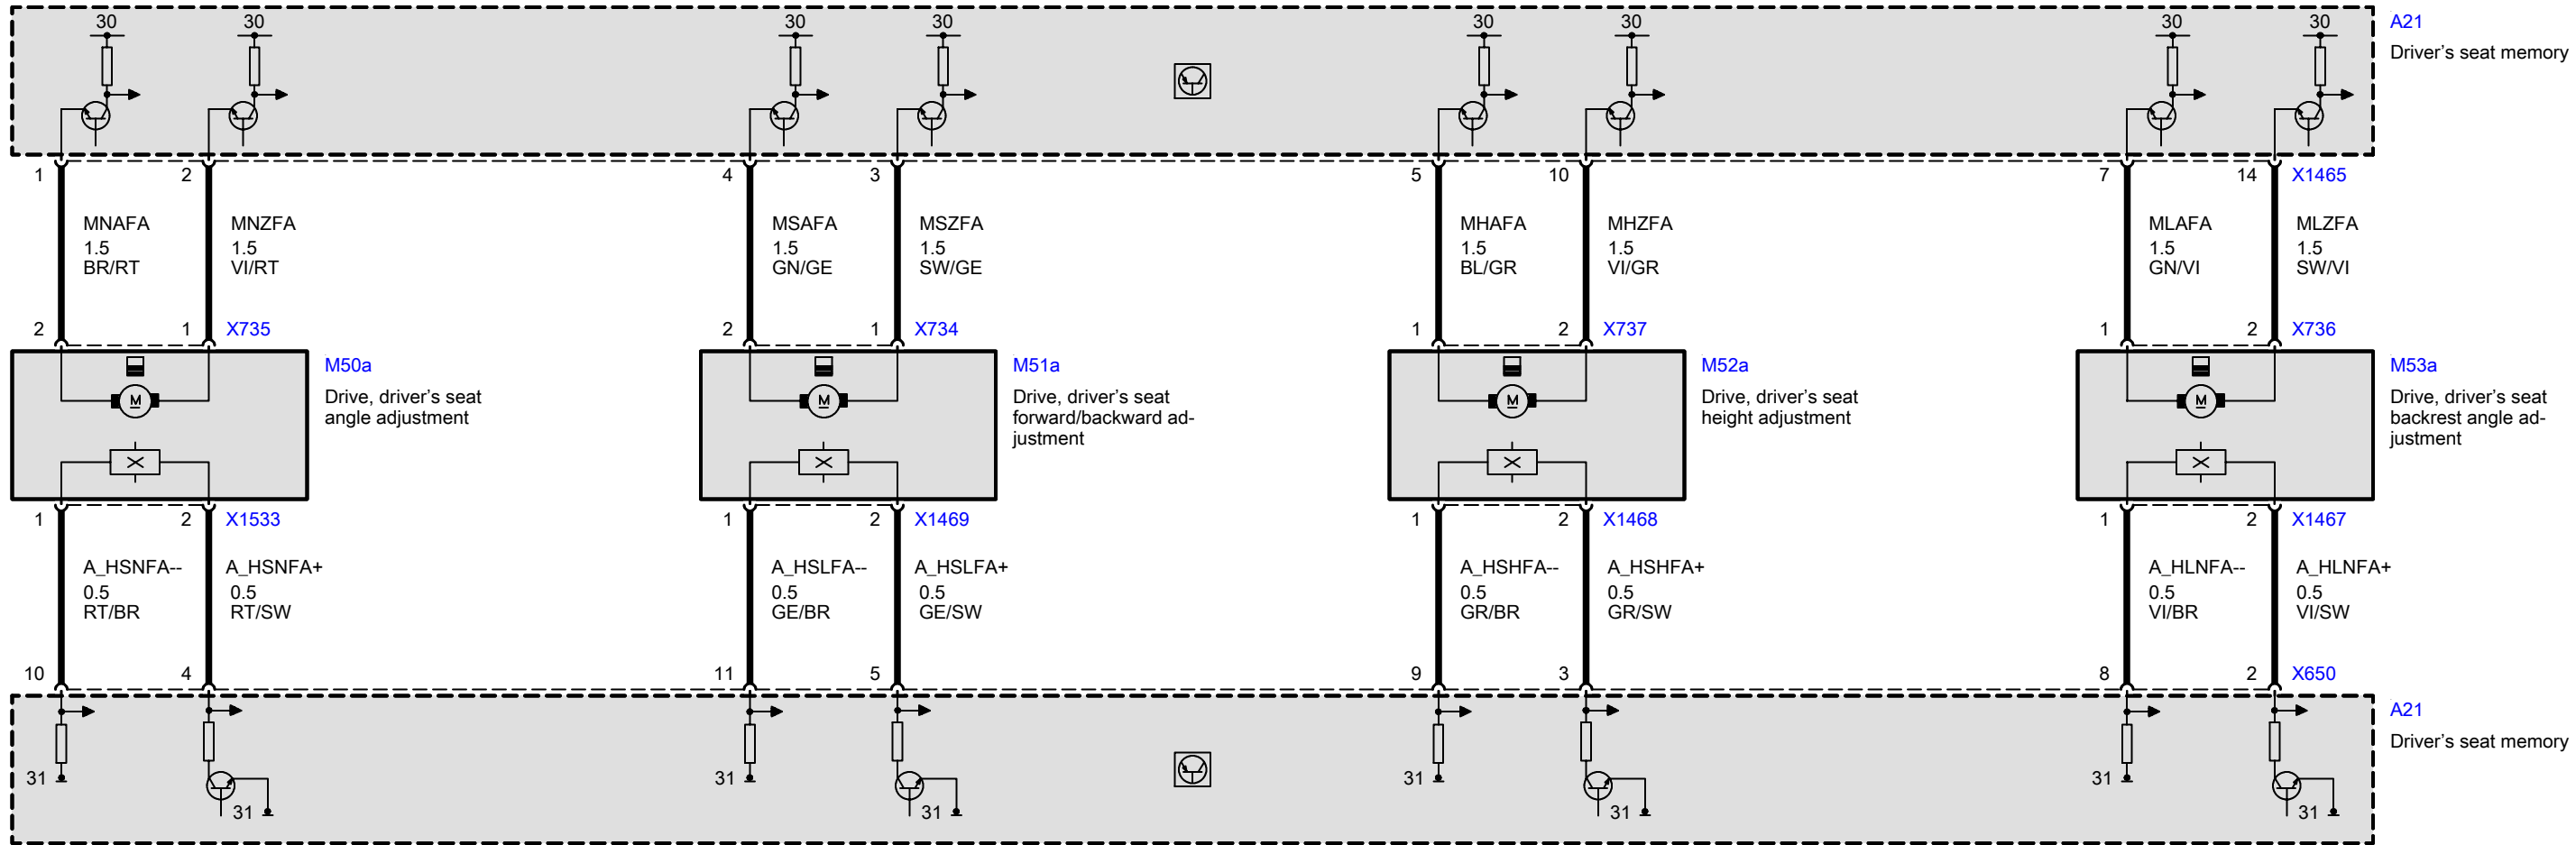 30 30 30 30 30 30 30 30
A21
Driver's seat memory
1 2 4 3 5 10 7 14 X1465
MNAFA MNZFA MSAFA MSZFA MHAFA MHZFA MLAFA MLZFA
1.5 1.5 1.5 1.5 1.5 1.5 1.5 1.5
BR/RT VI/RT GN/GE SW/GE BL/GR VI/GR GN/VI SW/VI
2 1 X735 2 1 X734 1 2 X737 1 2 X736
M50a
Drive, driver's seat
angle adjustment
M
M51a
Drive, driver's seat
forward/backward ad-
justment
M
M52a
Drive, driver's seat
height adjustment
M
M53a
Drive, driver's seat
backrest angle ad-
justment
M
1 2 X1533 1 2 X1469 1 2 X1468 1 2 X1467
A_HSNFA-- A_HSNFA+ A_HSLFA-- A_HSLFA+ A_HSHFA-- A_HSHFA+ A_HLNFA-- A_HLNFA+
0.5 0.5 0.5 0.5 0.5 0.5 0.5 0.5
RT/BR RT/SW GE/BR GE/SW GR/BR GR/SW VI/BR VI/SW
10 4 11 5 9 3 8 2 X650
A21
Driver's seat memory
31 31 31 31
31 31 31 31